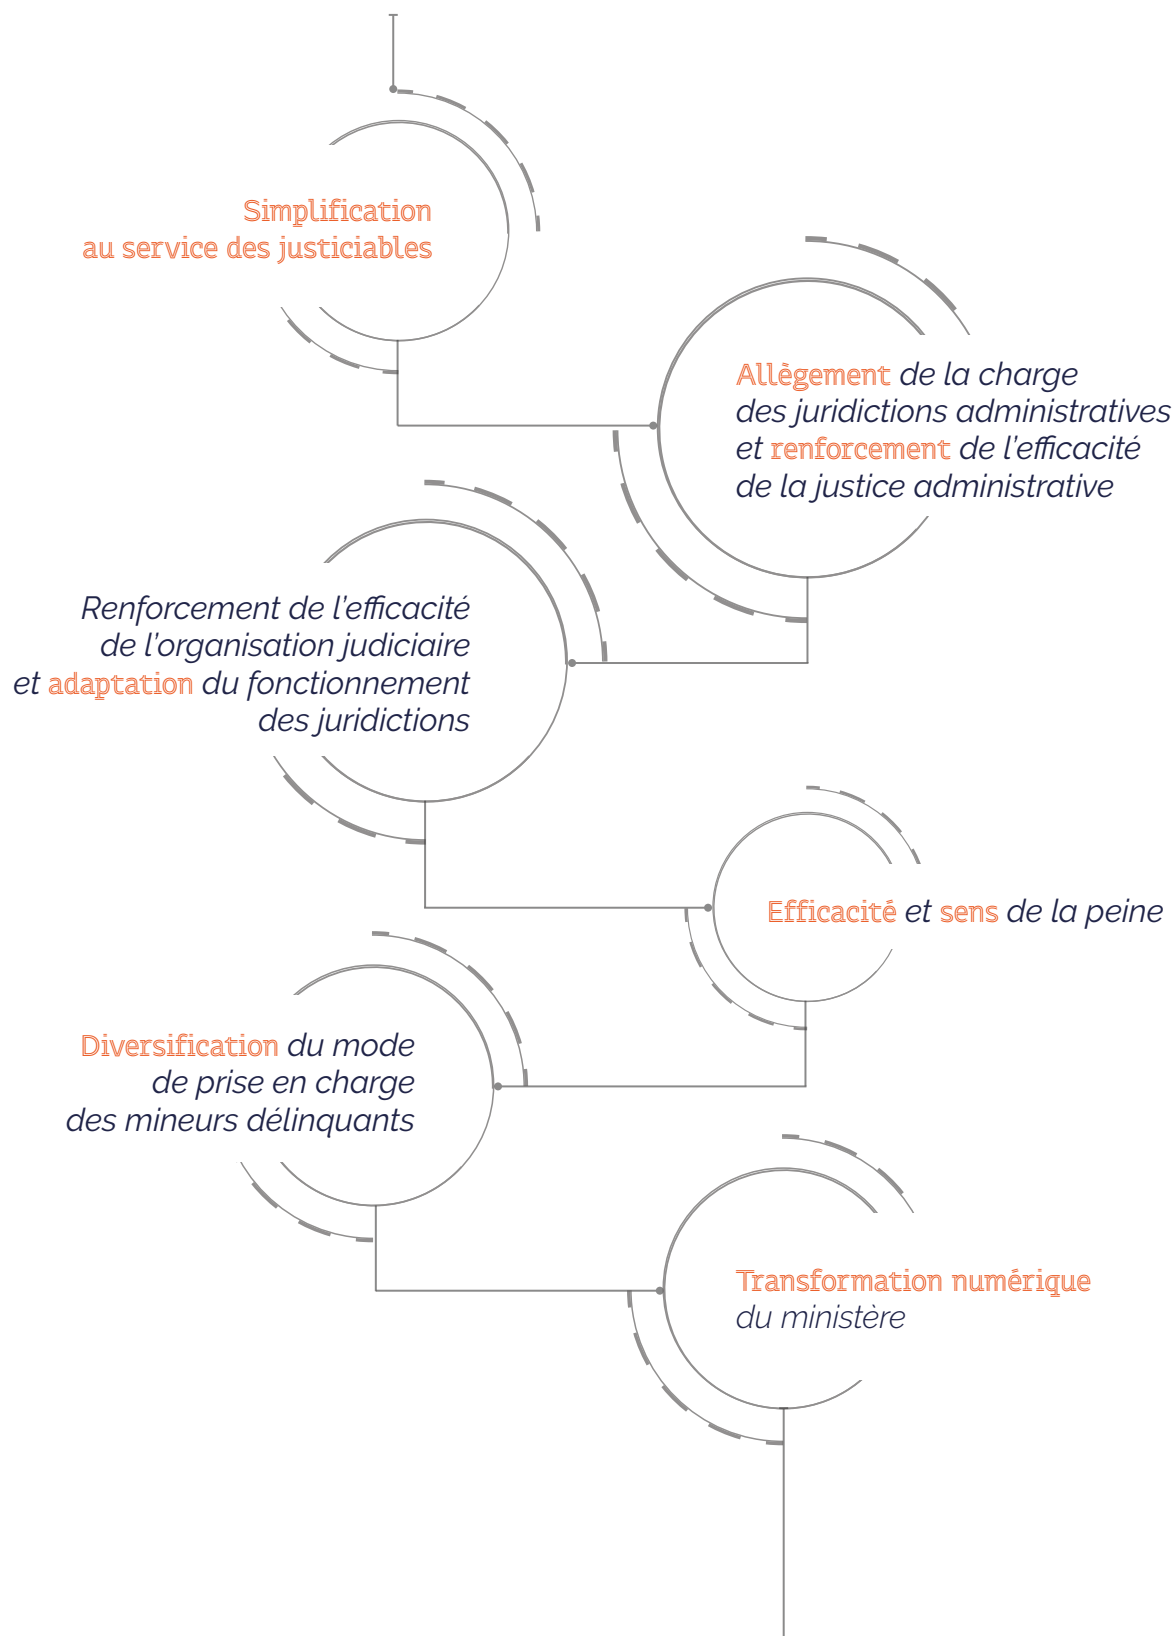 Simplification
au service des justiciables
Allègement de la charge
des juridictions administratives
et renforcement de l'efficacité
de la justice administrative
Renforcement de l'efficacité
de l'organisation judiciaire
et adaptation du fonctionnement
des juridictions
Efficacité et sens de la peine
Diversification du mode
de prise en charge
des mineurs délinquants
Transformation numérique
du ministère